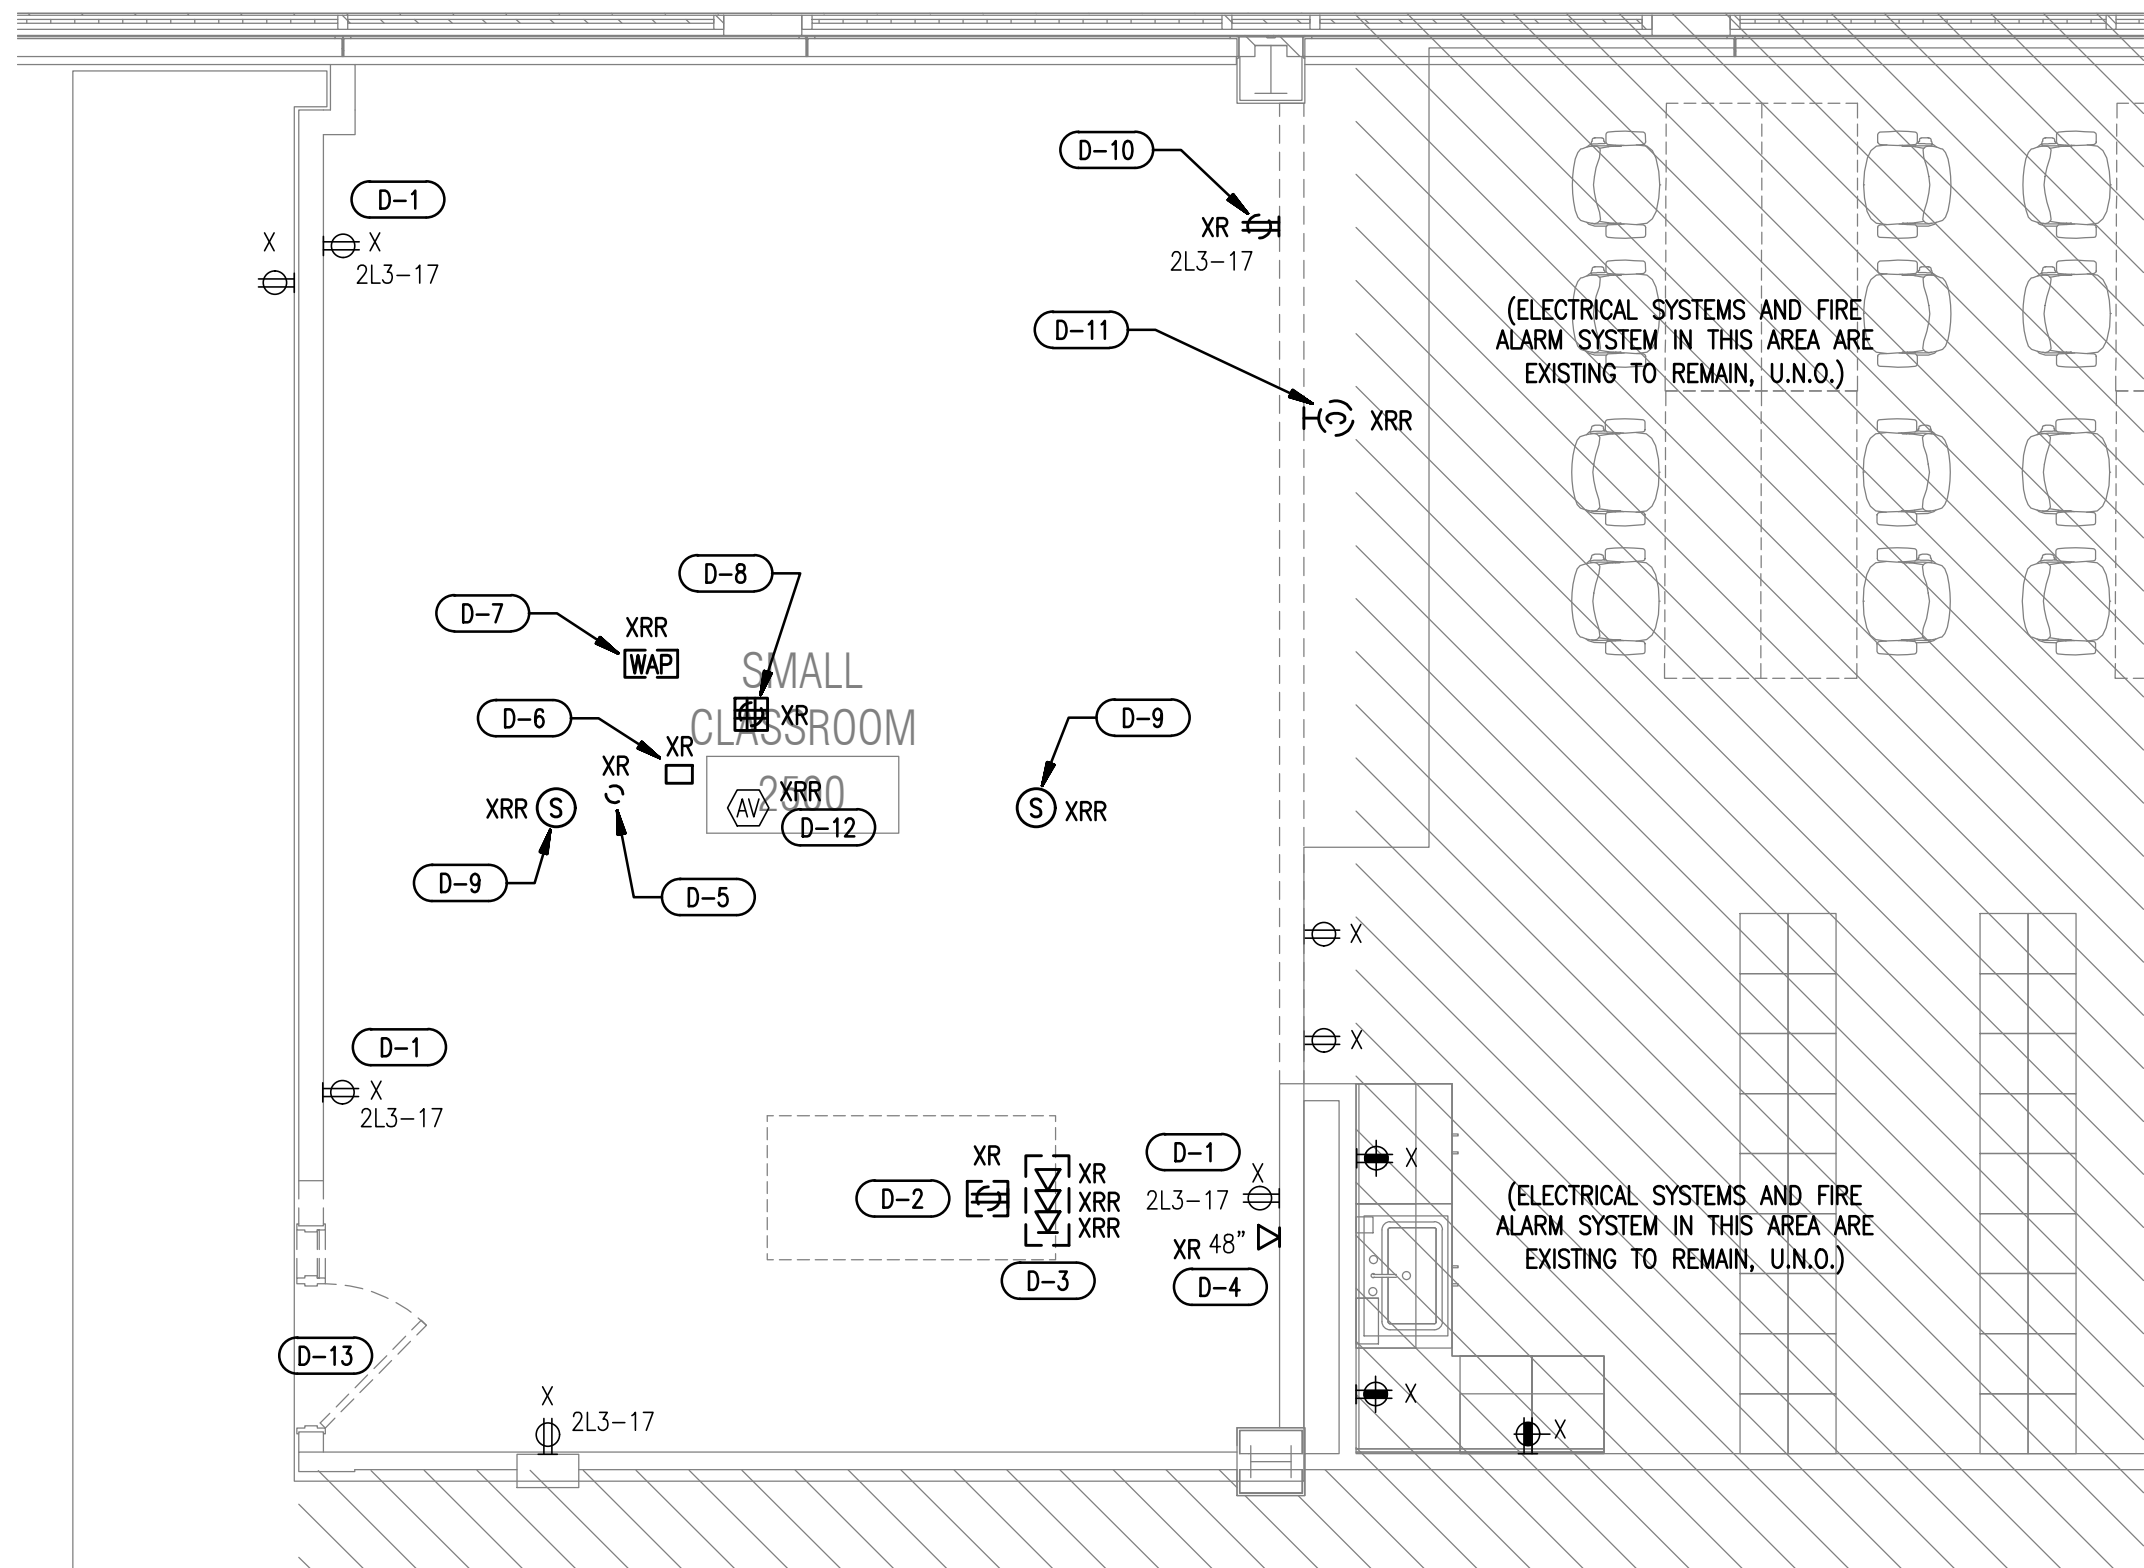 D-10
D-1
XR
X
X
2L3-17
2L3-17
D-11
(ELECTRICAL SYSTEMS AND FIRE
ALARM SYSTEM IN THIS AREA ARE
EXISTING TO REMAIN, U.N.O.)
C
XRR
D-8
D-7
XRR
WAP
SMALL
CLASSROOM
2500
D-6
XR
XR
D-9
XR
XRR
S
AV
XRR
D-12
S
XRR
D-9
D-5
X
X
D-1
X
2L3-17
D-1
XR
XR
XRR
XRR
D-2
D-3
X
2L3-17
XR 48"
D-4
X
(ELECTRICAL SYSTEMS AND FIRE
ALARM SYSTEM IN THIS AREA ARE
EXISTING TO REMAIN, U.N.O.)
D-13
X
2L3-17
X
X